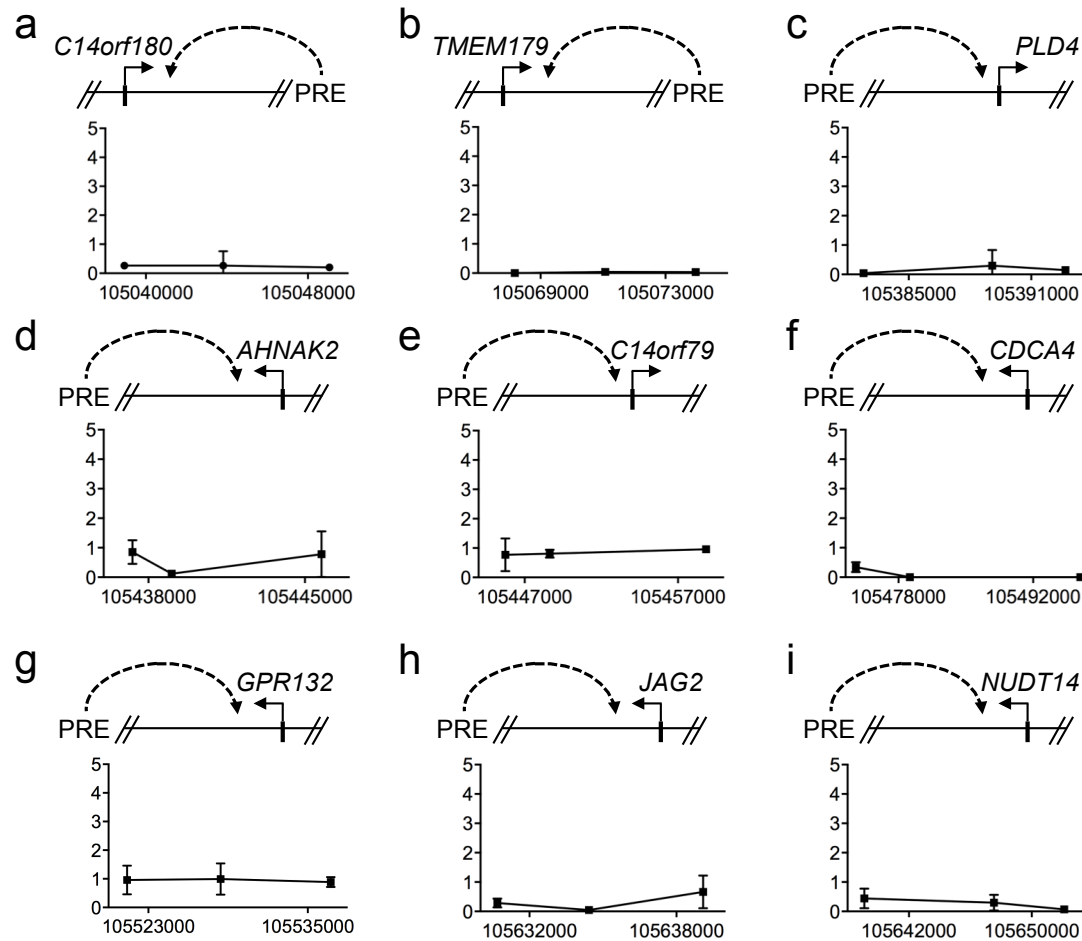 a
C14orf180
PRE
5
4
3
2
1
0
105040000 105048000
b
TMEM179
PRE
5
4
3
2
1
0
105069000 105073000
c
PLD4
PRE
5
4
3
2
1
0
105385000 105391000
d
AHNAK2
PRE
5
4
3
2
1
0
105438000 105445000
e
C14orf79
PRE
5
4
3
2
1
0
105447000 105457000
f
CDCA4
PRE
5
4
3
2
1
0
105478000 105492000
g
GPR132
PRE
5
4
3
2
1
0
105523000 105535000
h
JAG2
PRE
5
4
3
2
1
0
105632000 105638000
i
NUDT14
PRE
5
4
3
2
1
0
105642000 105650000